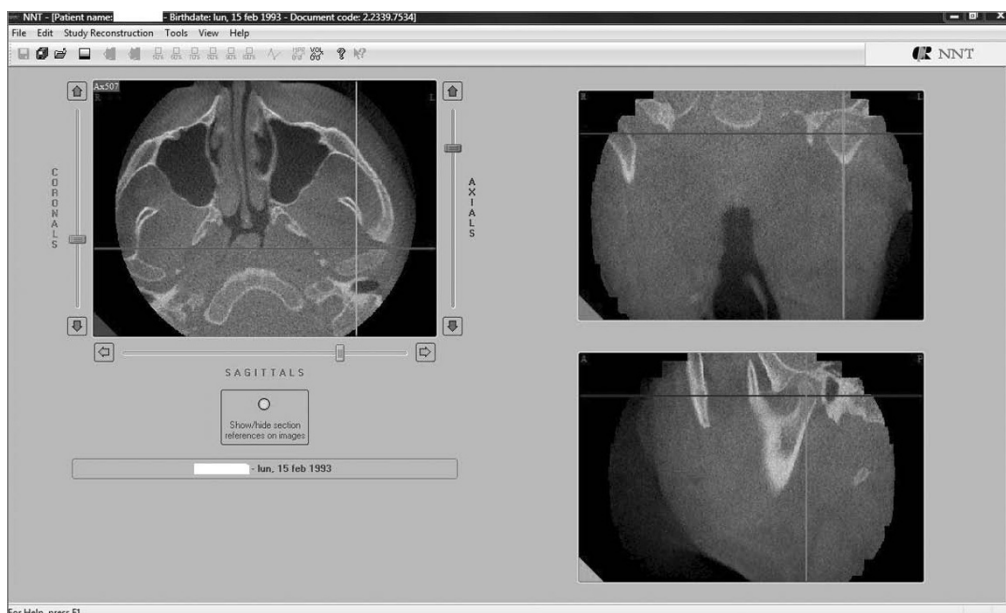 NNT - [Patient name: - Birthdate: lun, 15 feb 1993 - Document code: 2.2339.7534]
File Edit Study Reconstruction Tools View Help
NNT
Ax507
R L
CORONALS
AXIALS
SAGITTALS
Show/hide section
references on images
- lun, 15 feb 1993
R L
A P
For Help, press F1